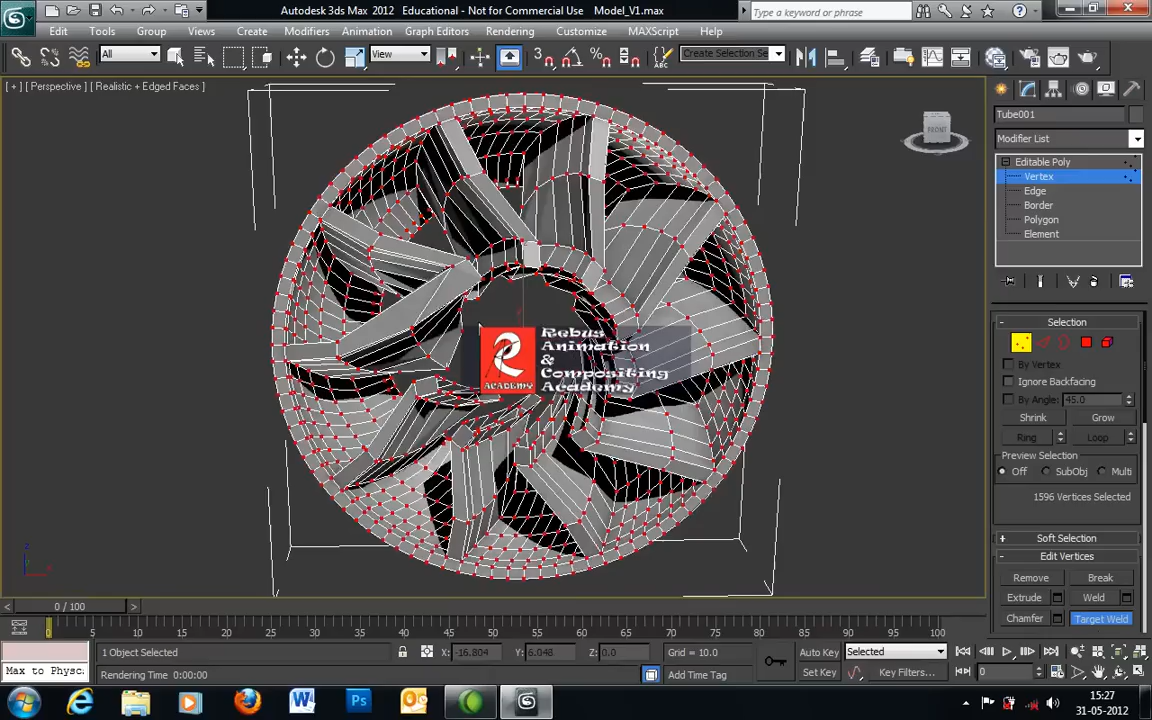 Autodesk 3ds Max 2012  Educational - Not for Commercial Use  Model_V1.max
Type a keyword or phrase
Edit Tools Group Views Create Modifiers Animation Graph Editors Rendering Customize MAXScript Help
All View Create Selection Se
[ + ] [ Perspective ] [ Realistic + Edged Faces ]
FRONT
Tube001
Modifier List
Editable Poly
Vertex
Edge
Border
Polygon
Element
Selection
By Vertex
Ignore Backfacing
By Angle: 45.0
Shrink Grow
Ring Loop
Preview Selection
Off SubObj Multi
1596 Vertices Selected
Soft Selection
Edit Vertices
Remove Break
Extrude Weld
Chamfer Target Weld
R
ACADEMY
Rebus
Animation
&
Compositing
Academy
0 / 100
0 5 10 15 20 25 30 35 40 45 50 55 60 65 70 75 80 85 90 95 100
1 Object Selected X: -16.804 Y: 6.048 Z: 0.0 Grid = 10.0 Auto Key Selected
Max to Physc: Rendering Time 0:00:00 Add Time Tag Set Key Key Filters... 0
15:27
31-05-2012